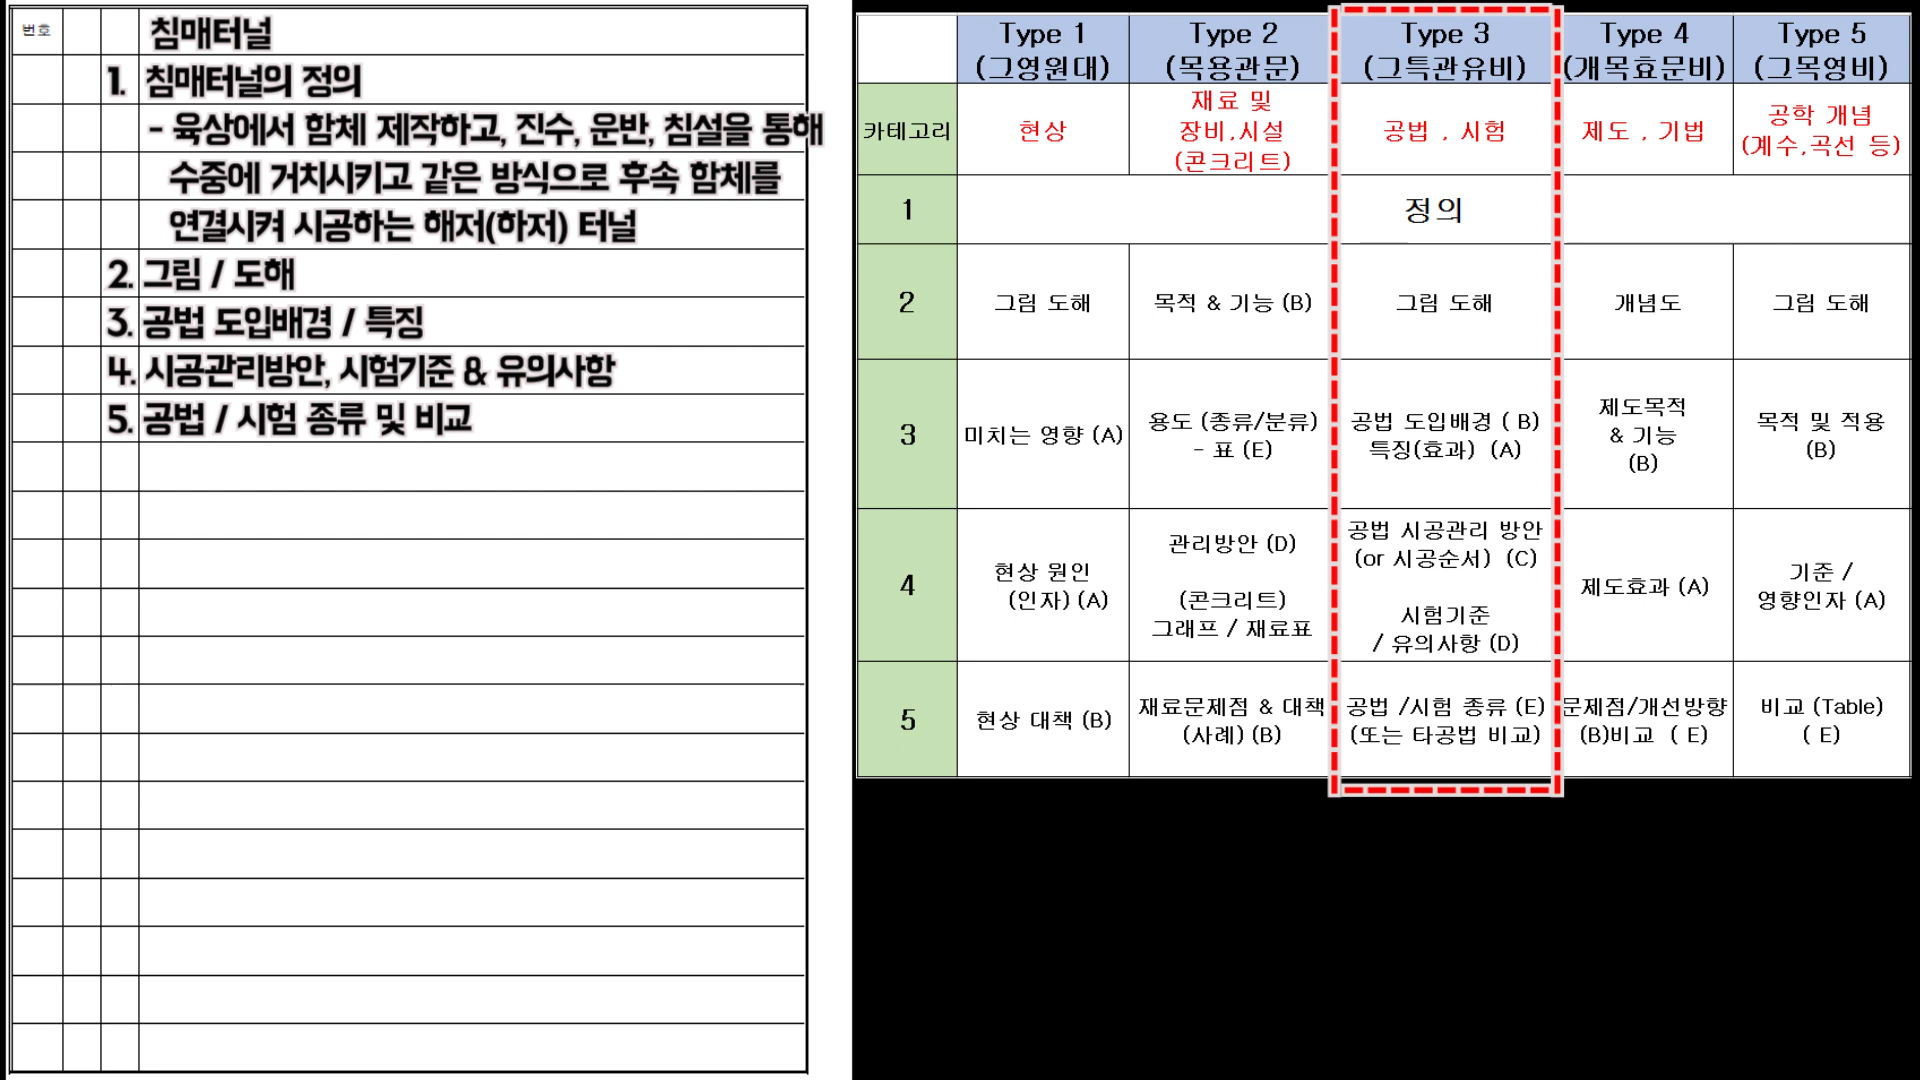 번호
침매터널
1. 침매터널의 정의
- 육상에서 함체 제작하고, 진수, 운반, 침설을 통해
수중에 거치시키고 같은 방식으로 후속 함체를
연결시켜 시공하는 해저(하저) 터널
2. 그림 / 도해
3. 공법 도입배경 / 특징
4. 시공관리방안, 시험기준 & 유의사항
5. 공법 / 시험 종류 및 비교
Type 1
(그영원대)
Type 2
(목용관문)
Type 3
(그특관유비)
Type 4
(개목효문비)
Type 5
(그목영비)
카테고리
현상
재료 및
장비,시설
(콘크리트)
공법 , 시험
제도 , 기법
공학 개념
(계수,곡선 등)
1
정의
2
그림 도해
목적 & 기능 (B)
그림 도해
개념도
그림 도해
3
미치는 영향 (A)
용도 (종류/분류)
- 표 (E)
공법 도입배경 ( B)
특징(효과) (A)
제도목적
& 기능
(B)
목적 및 적용
(B)
4
현상 원인
(인자) (A)
관리방안 (D)
(콘크리트)
그래프 / 재료표
공법 시공관리 방안
(or 시공순서) (C)
시험기준
/ 유의사항 (D)
제도효과 (A)
기준 /
영향인자 (A)
5
현상 대책 (B)
재료문제점 & 대책
(사례) (B)
공법 /시험 종류 (E)
(또는 타공법 비교)
문제점/개선방향
(B)비교 ( E)
비교 (Table)
( E)